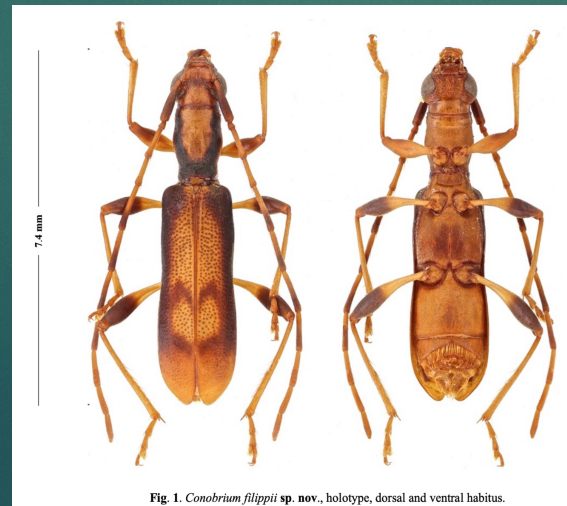 7.4 mm
Fig. 1. Conobrium filippii sp. nov., holotype, dorsal and ventral habitus.